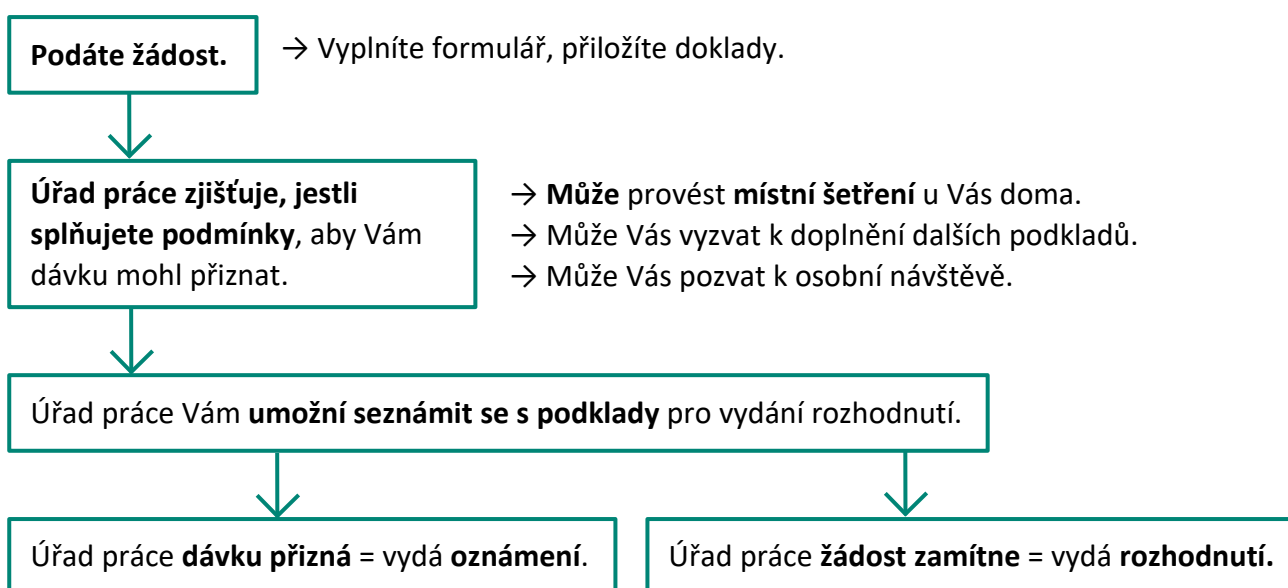 Podáte žádost.
→ Vyplníte formulář, přiložíte doklady.
Úřad práce zjišťuje, jestli
splňujete podmínky, aby Vám
dávku mohl přiznat.
→ Může provést místní šetření u Vás doma.
→ Může Vás vyzvat k doplnění dalších podkladů.
→ Může Vás pozvat k osobní návštěvě.
Úřad práce Vám umožní seznámit se s podklady pro vydání rozhodnutí.
Úřad práce dávku přizná = vydá oznámení.
Úřad práce žádost zamítne = vydá rozhodnutí.